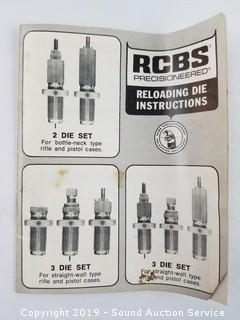 RCBS
PRECISIONEERED®
RELOADING DIE
INSTRUCTIONS
2 DIE SET
For bottle-neck type
rifle and pistol cases.
3 DIE SET
For straight-wall type
rifle and pistol cases.
3 DIE SET
For straight-wall type
rifle and pistol cases.
Copyright 2019 - Sound Auction Service